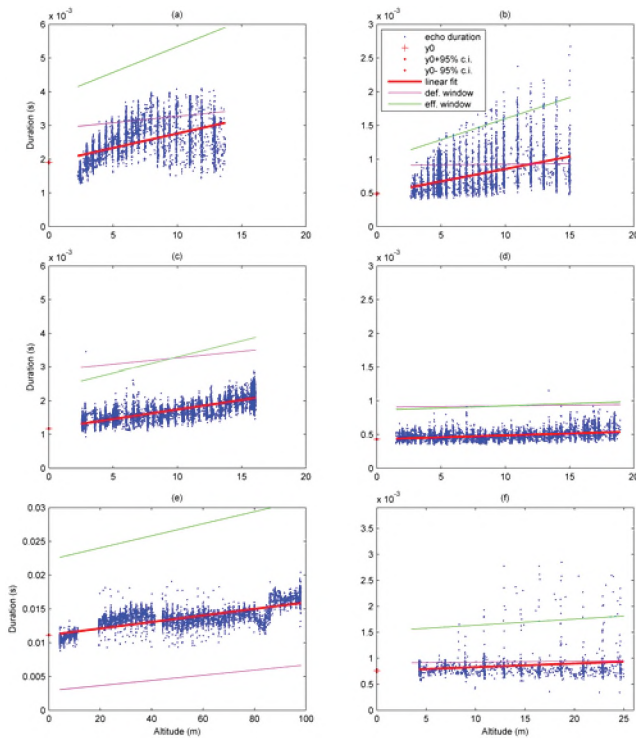 (a)
x 10⁻³
6
5
4
3
2
1
0
Duration (s)
0 5 10 15 20
(b)
x 10⁻³
3
2.5
2
1.5
1
0.5
0
0 5 10 15 20
echo duration
y0
y0+95% c.i.
y0- 95% c.i.
linear fit
def. window
eff. window
(c)
x 10⁻³
6
5
4
3
2
1
0
Duration (s)
0 5 10 15 20
(d)
x 10⁻³
3
2.5
2
1.5
1
0.5
0
0 5 10 15 20 25
(e)
0.03
0.025
0.02
0.015
0.01
0.005
0
Duration (s)
0 20 40 60 80 100
Altitude (m)
(f)
x 10⁻³
3.5
3
2.5
2
1.5
1
0.5
0
0 5 10 15 20 25
Altitude (m)